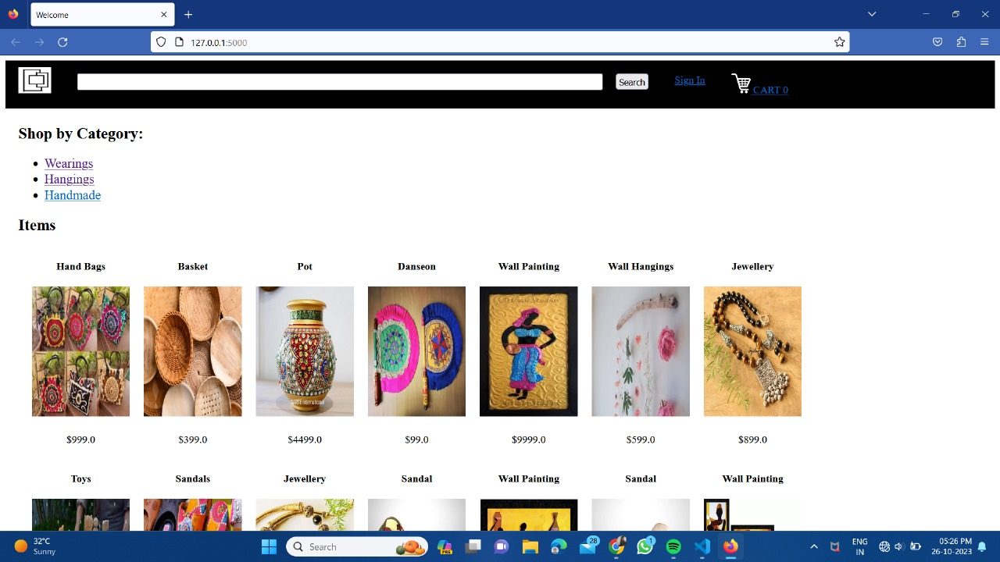 Welcome
127.0.0.1:5000
Search
Sign In
CART 0
Shop by Category:
Wearings
Hangings
Handmade
Items
Hand Bags
Basket
Pot
Danseon
Wall Painting
Wall Hangings
Jewellery
SARTE International
$999.0
$399.0
$4499.0
$99.0
$9999.0
$599.0
$899.0
Toys
Sandals
Jewellery
Sandal
Wall Painting
Sandal
Wall Painting
32°C
Sunny
Search
PRE
28
1
ENG
IN
05:26 PM
26-10-2023